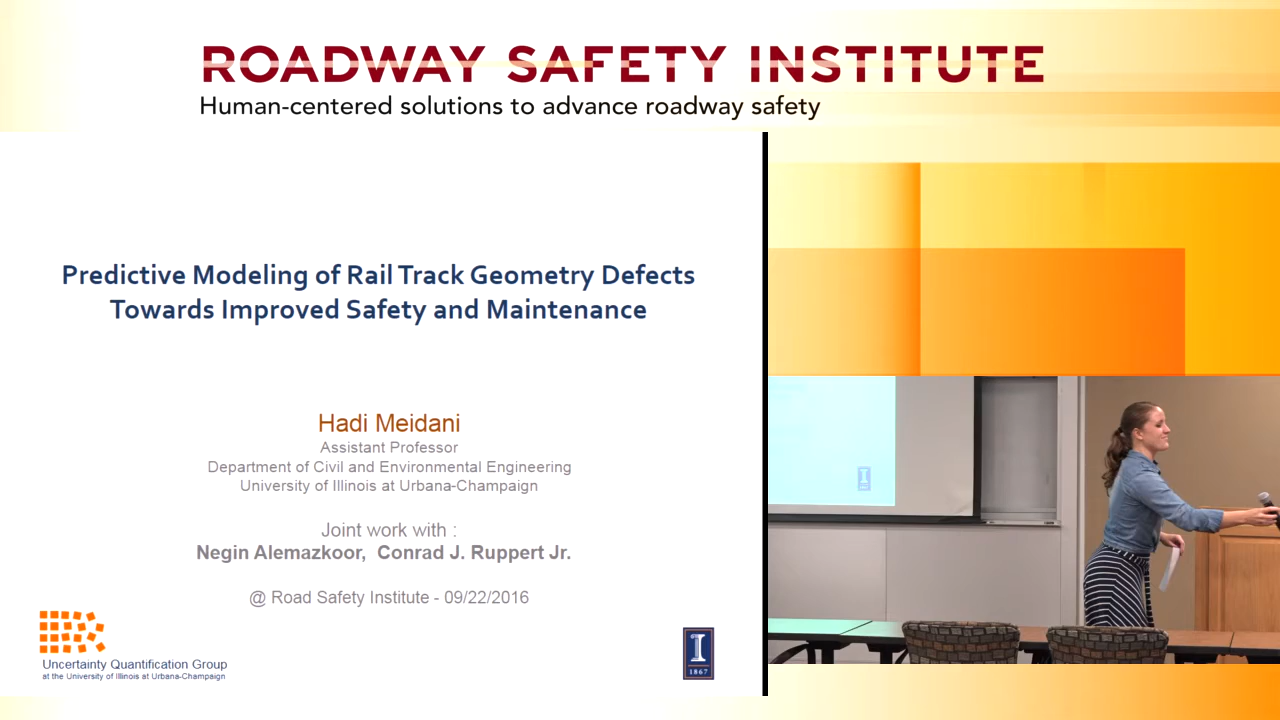 ROADWAY SAFETY INSTITUTE
Human-centered solutions to advance roadway safety
Predictive Modeling of Rail Track Geometry Defects
Towards Improved Safety and Maintenance
Hadi Meidani
Assistant Professor
Department of Civil and Environmental Engineering
University of Illinois at Urbana-Champaign
Joint work with :
Negin Alemazkoor, Conrad J. Ruppert Jr.
@ Road Safety Institute - 09/22/2016
Uncertainty Quantification Group
at the University of Illinois at Urbana-Champaign
I
1867